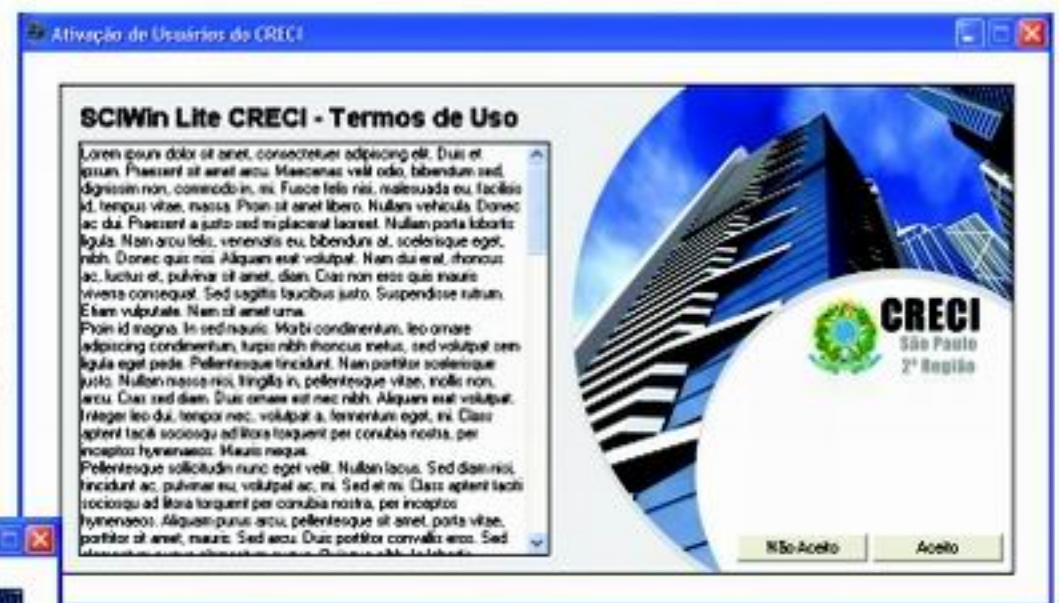 Ativação de Usuários do CRECI
SCIWin Lite CRECI - Termos de Uso
Lorem ipsum dolor sit amet, consectetuer adipiscing elit. Duis et
ipsum. Praesent sit amet arcu. Maecenas velit odio, bibendum sed,
dignissim non, commodo in, mi. Fusce felis nisi, malesuada eu, facilisis
id, tempus vitae, massa. Proin sit amet libero. Nullam vehicula. Donec
ac dui. Praesent a justo sed mi placerat laoreet. Nullam porta lobortis
ligula. Nam arcu felis, venenatis eu, bibendum at, scelerisque eget,
nibh. Donec quis nisi. Aliquam erat volutpat. Nam dui erat, rhoncus
ac, luctus et, pulvinar sit amet, diam. Cras non eros quis mauris
viverra consequat. Sed sagittis faucibus justo. Suspendisse rutrum.
Etiam vulputate. Nam sit amet urna.
Proin id magna. In sed mauris. Morbi condimentum, leo ornare
adipiscing condimentum, turpis nibh rhoncus metus, sed volutpat sem
ligula eget pede. Pellentesque tincidunt. Nam porttitor scelerisque
justo. Nullam massa nisi, fringilla in, pellentesque vitae, mollis non,
arcu. Cras sed diam. Duis ornare est nec nibh. Aliquam erat volutpat.
Integer leo dui, tempor nec, volutpat a, fermentum eget, mi. Class
aptent taciti sociosqu ad litora torquent per conubia nostra, per
inceptos hymenaeos. Mauris neque.
Pellentesque sollicitudin nunc eget velit. Nullam lacus. Sed diam nisi,
tincidunt ac, pulvinar eu, volutpat ac, mi. Sed et mi. Class aptent taciti
sociosqu ad litora torquent per conubia nostra, per inceptos
hymenaeos. Aliquam purus arcu, pellentesque sit amet, porta vitae,
porttitor sit amet, mauris. Sed arcu. Duis porttitor convallis eros. Sed
CRECI
São Paulo
2ª Região
Não Aceito
Aceito